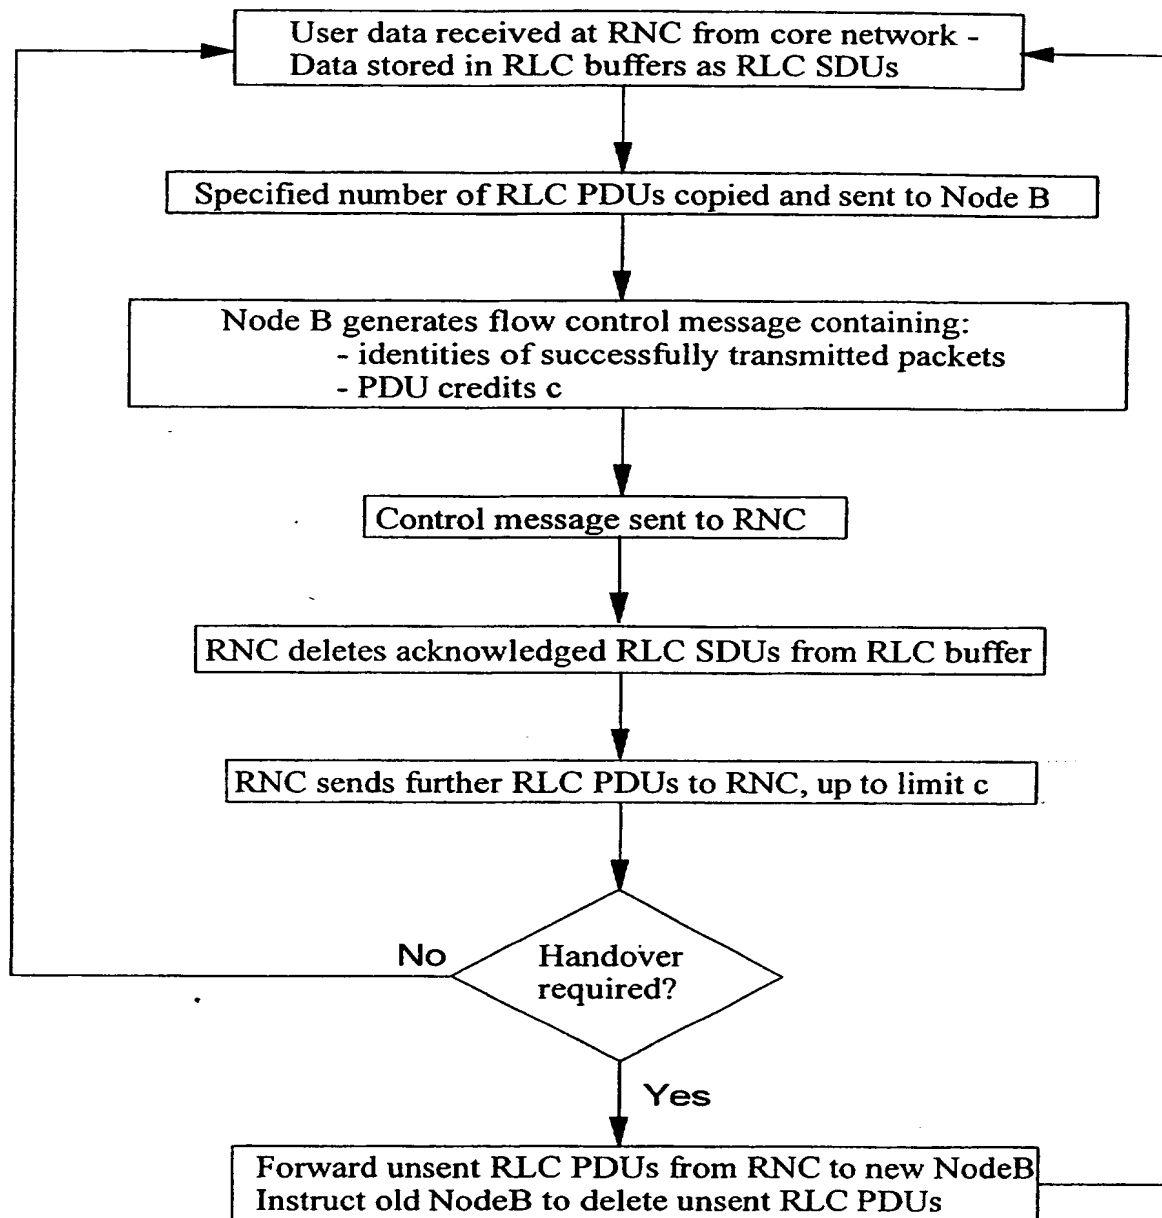 User data received at RNC from core network -
Data stored in RLC buffers as RLC SDUs
Specified number of RLC PDUs copied and sent to Node B
Node B generates flow control message containing:
- identities of successfully transmitted packets
- PDU credits c
Control message sent to RNC
RNC deletes acknowledged RLC SDUs from RLC buffer
RNC sends further RLC PDUs to RNC, up to limit c
No
Handover
required?
Yes
Forward unsent RLC PDUs from RNC to new NodeB
Instruct old NodeB to delete unsent RLC PDUs